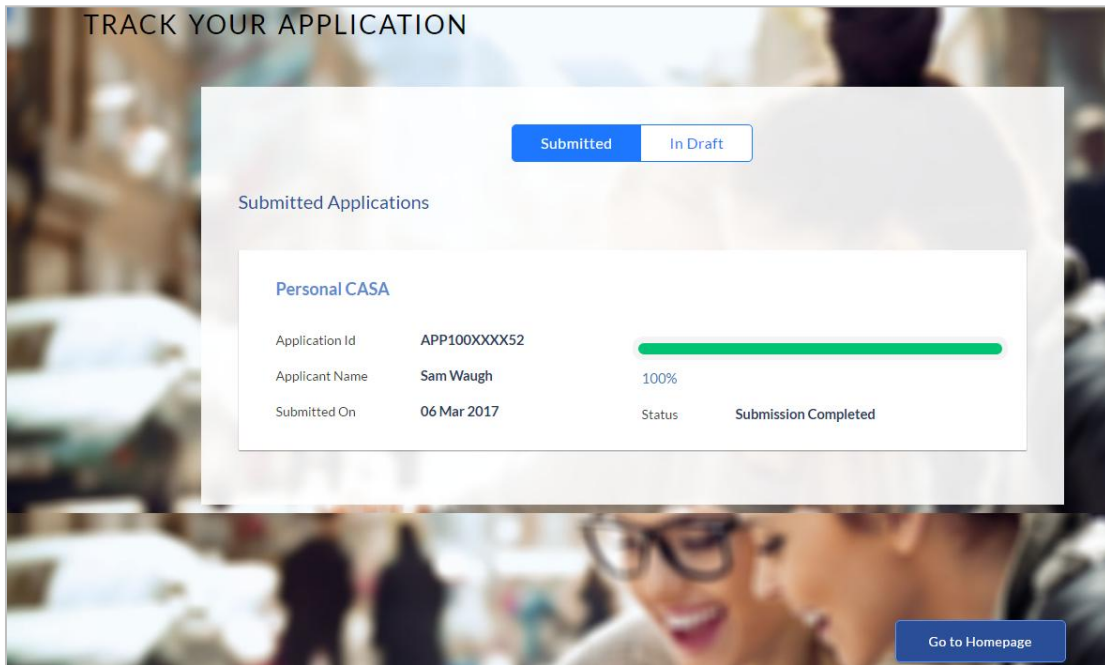 TRACK YOUR APPLICATION
Submitted In Draft
Submitted Applications
Personal CASA
Application Id APP100XXXX52
Applicant Name Sam Waugh
100%
Submitted On 06 Mar 2017
Status Submission Completed
Go to Homepage